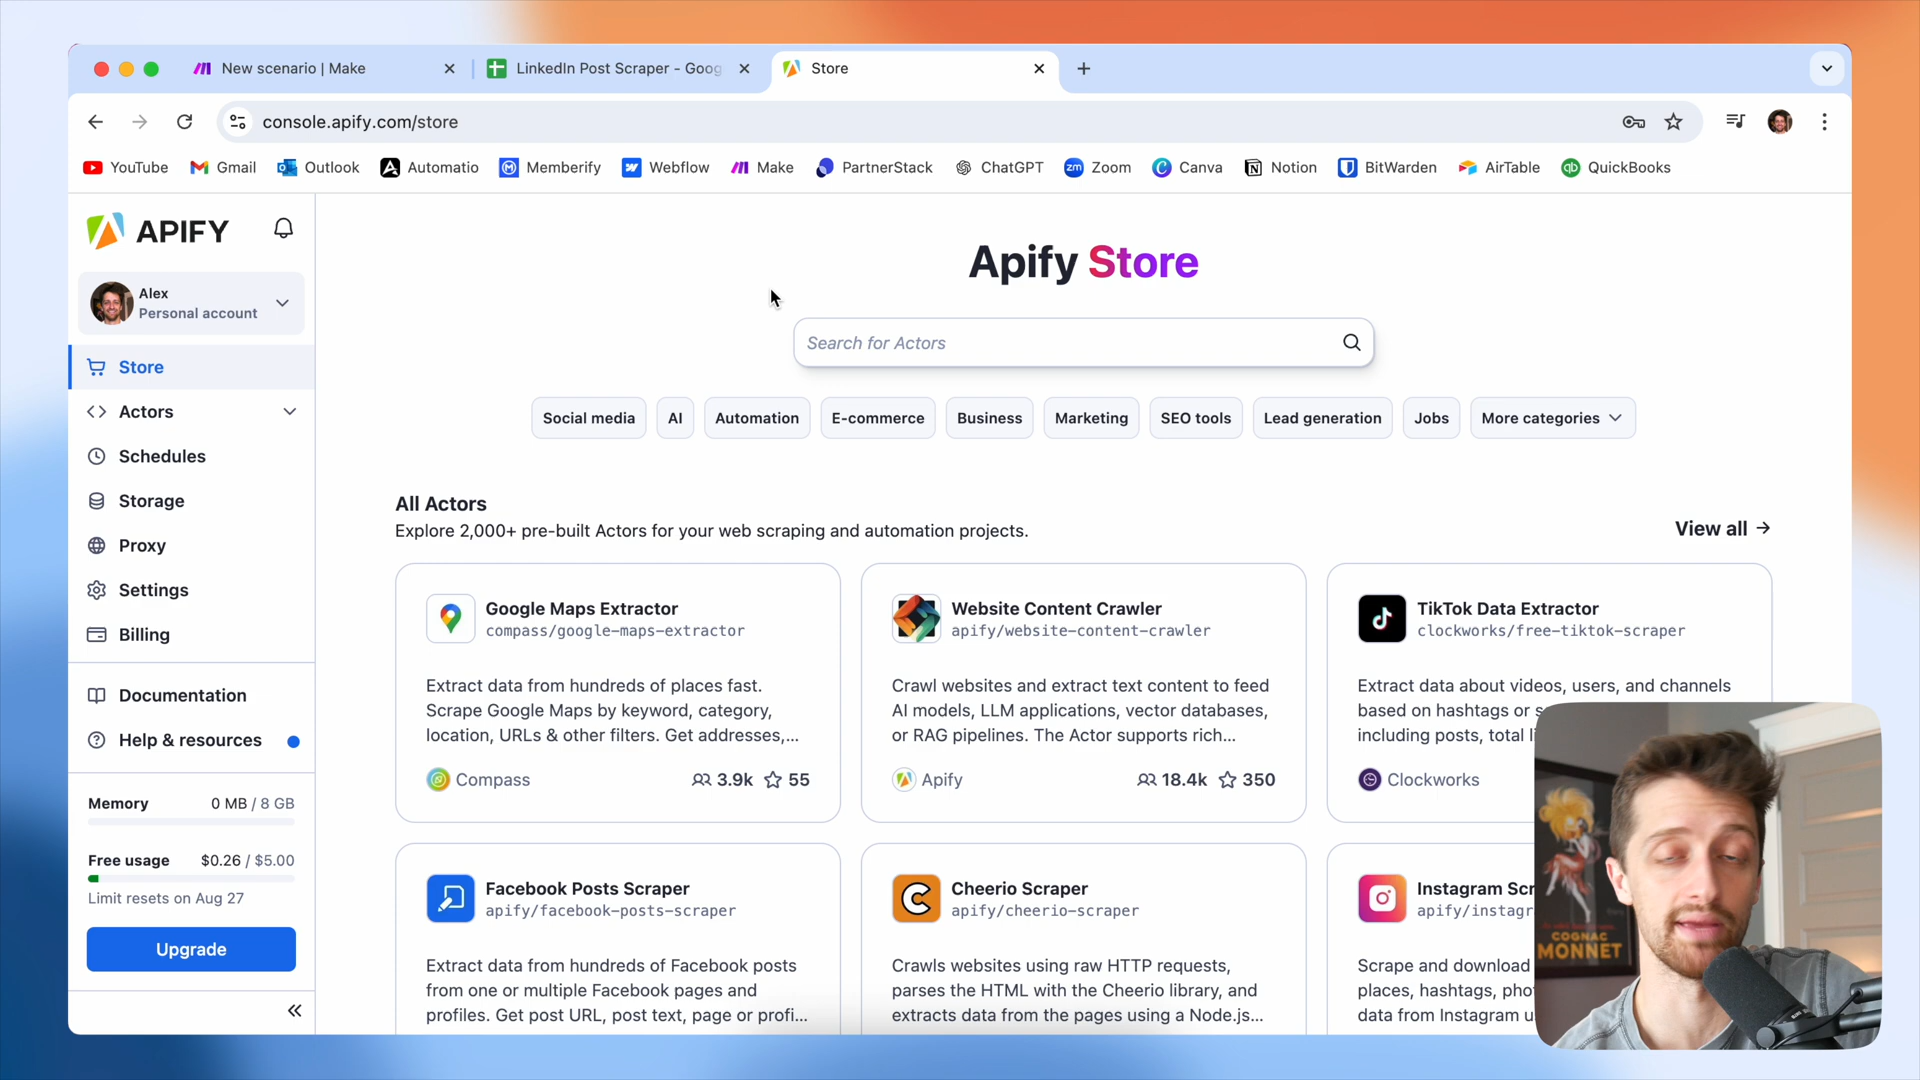 New scenario | Make
LinkedIn Post Scraper - Goog
Store
console.apify.com/store
YouTube
Gmail
Outlook
Automatio
Memberify
Webflow
Make
PartnerStack
ChatGPT
Zoom
Canva
Notion
BitWarden
AirTable
QuickBooks
APIFY
Alex
Personal account
Store
Actors
Schedules
Storage
Proxy
Settings
Billing
Documentation
Help & resources
Memory 0 MB / 8 GB
Free usage $0.26 / $5.00
Limit resets on Aug 27
Upgrade
Apify Store
Search for Actors
Social media
AI
Automation
E-commerce
Business
Marketing
SEO tools
Lead generation
Jobs
More categories
All Actors
Explore 2,000+ pre-built Actors for your web scraping and automation projects.
View all
Google Maps Extractor
compass/google-maps-extractor
Extract data from hundreds of places fast.
Scrape Google Maps by keyword, category,
location, URLs & other filters. Get addresses,...
Compass 3.9k 55
Website Content Crawler
apify/website-content-crawler
Crawl websites and extract text content to feed
AI models, LLM applications, vector databases,
or RAG pipelines. The Actor supports rich...
Apify 18.4k 350
TikTok Data Extractor
clockworks/free-tiktok-scraper
Extract data about videos, users, and channels
based on hashtags or s
including posts, total li
Clockworks
Facebook Posts Scraper
apify/facebook-posts-scraper
Extract data from hundreds of Facebook posts
from one or multiple Facebook pages and
profiles. Get post URL, post text, page or profi...
Cheerio Scraper
apify/cheerio-scraper
Crawls websites using raw HTTP requests,
parses the HTML with the Cheerio library, and
extracts data from the pages using a Node.js...
Instagram Scr
apify/instagr
Scrape and download
places, hashtags, pho
data from Instagram u
COGNAC
MONNET